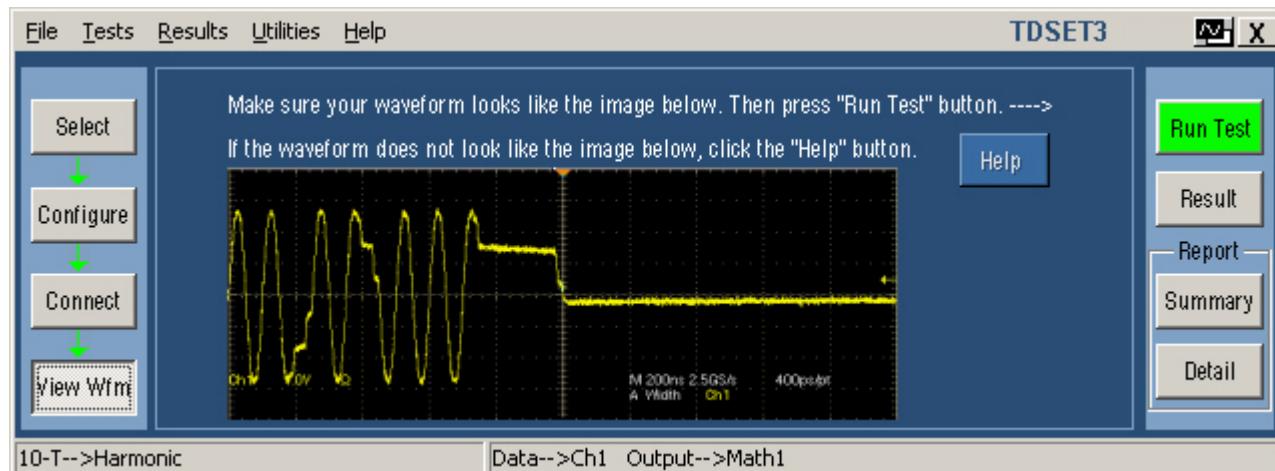 File Tests Results Utilities Help TDSET3 X
Make sure your waveform looks like the image below. Then press "Run Test" button. ---->
If the waveform does not look like the image below, click the "Help" button.
Help
Select
Configure
Connect
View Wfm
Ch1
M 200ns 2.5GS/s 400ps/pt
A Width Ch1
Run Test
Result
Report
Summary
Detail
10-T-->Harmonic Data-->Ch1 Output-->Math1